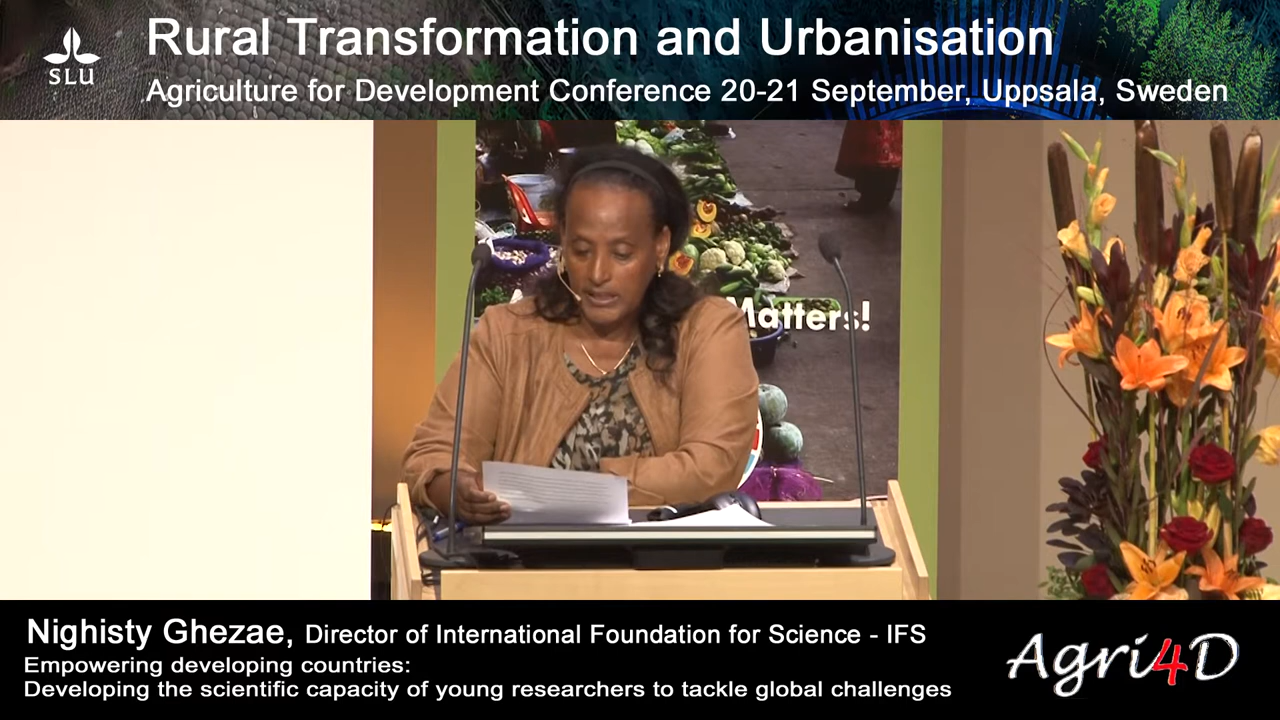 SLU
Rural Transformation and Urbanisation
Agriculture for Development Conference 20-21 September, Uppsala, Sweden
Matters!
Nighisty Ghezae, Director of International Foundation for Science - IFS
Empowering developing countries:
Developing the scientific capacity of young researchers to tackle global challenges
Agri4D